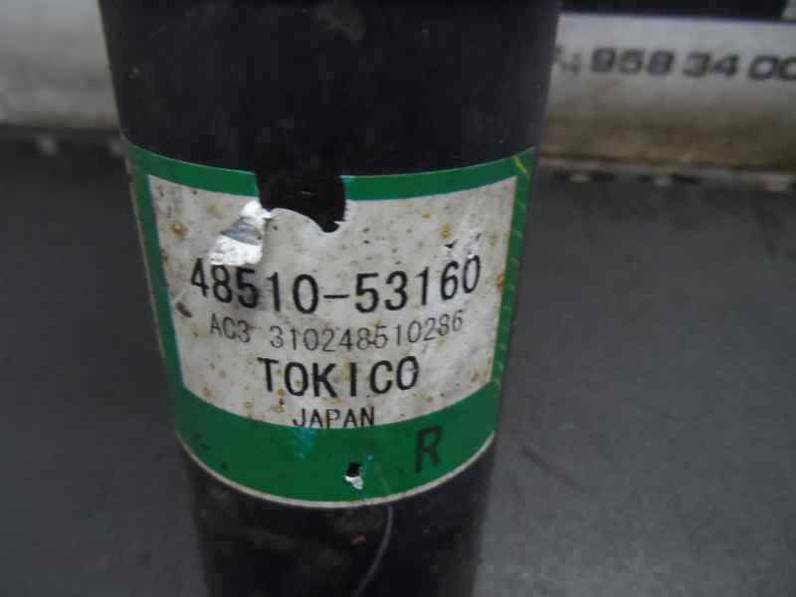 958 34 00
48510-53160
AC3 310248510286
TOKICO
JAPAN
R